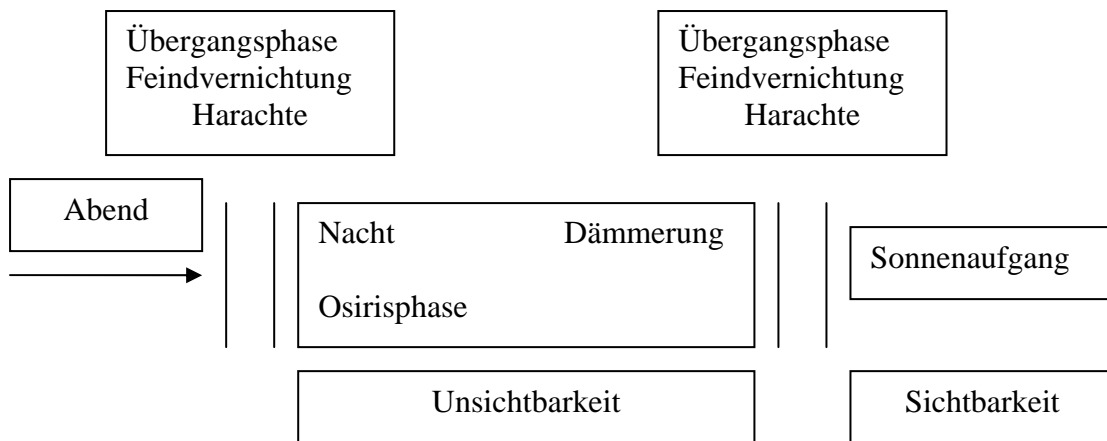 Übergangsphase
Feindvernichtung
Harachte
Übergangsphase
Feindvernichtung
Harachte
Abend
Nacht Dämmerung
Osirisphase
Sonnenaufgang
Unsichtbarkeit
Sichtbarkeit